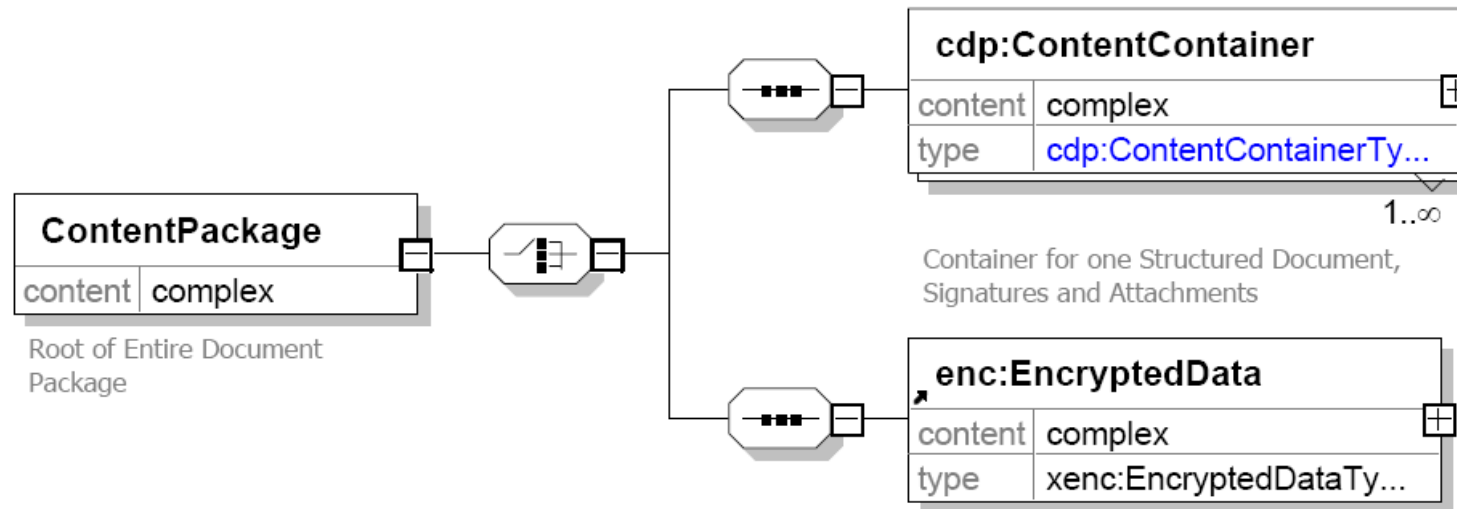 cdp:ContentContainer
content complex
type cdp:ContentContainerTy...
1..∞
Container for one Structured Document,
Signatures and Attachments
ContentPackage
content complex
Root of Entire Document
Package
enc:EncryptedData
content complex
type xenc:EncryptedDataTy...